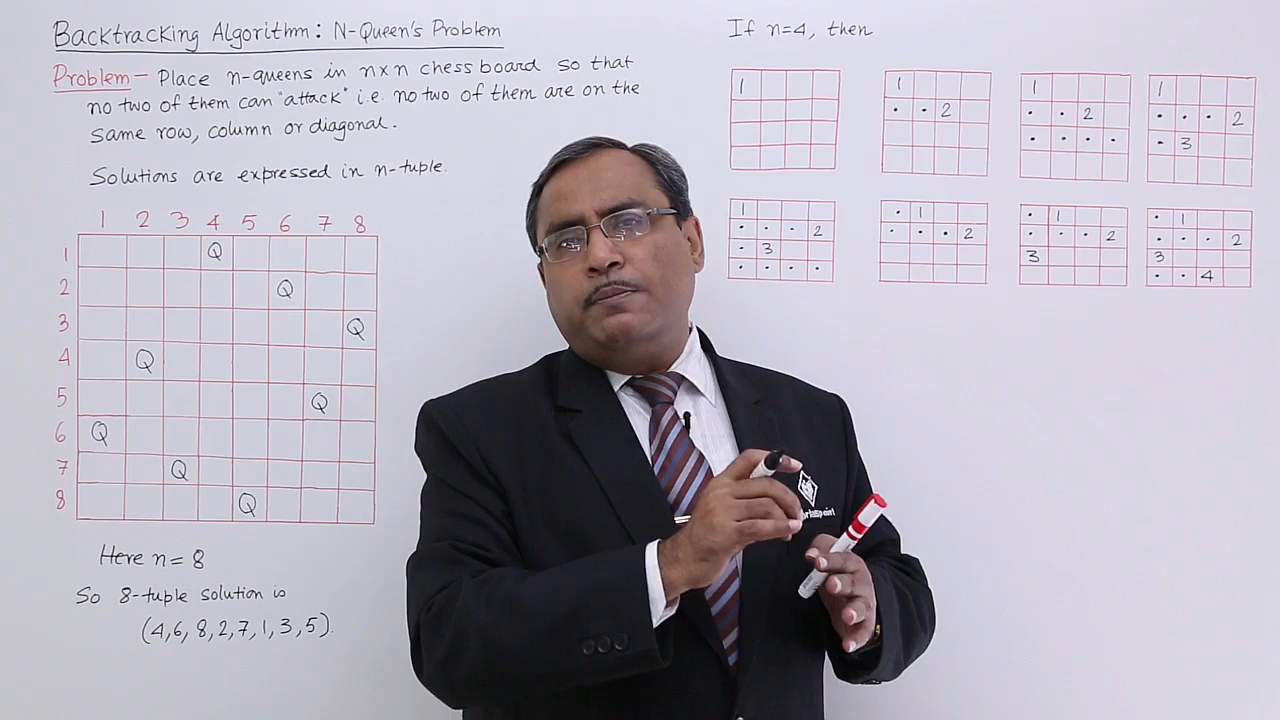 Backtracking Algorithm: N-Queen's Problem
Problem- Place n-queens in n×n chess board so that
no two of them can "attack" i.e. no two of them are on the
same row, column or diagonal.
Solutions are expressed in n-tuple.
1 2 3 4 5 6 7 8
1 Q
2 Q
3 Q
4 Q
5 Q
6 Q
7 Q
8 Q
Here n=8
So 8-tuple solution is
(4,6,8,2,7,1,3,5).
If n=4, then
1
1
· · 2
1
· · 2
· · · ·
1
· · · 2
· 3
1
· · · 2
· 3
· · · ·
· 1
· · · 2
· 1
· · · 2
3
· 1
· · · 2
3
· · 4